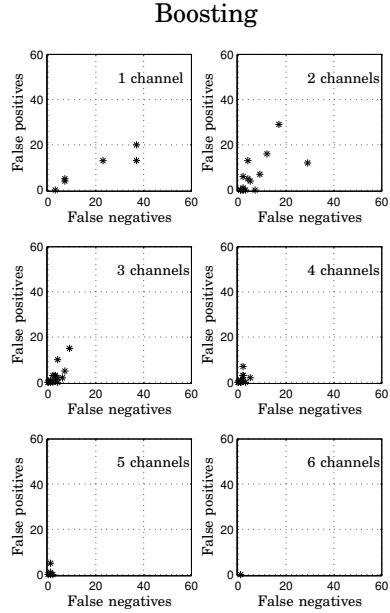 Boosting
60
40
20
0
0 20 40 60
False positives
False negatives
1 channel
60
40
20
0
0 20 40 60
False positives
False negatives
2 channels
60
40
20
0
0 20 40 60
False positives
False negatives
3 channels
60
40
20
0
0 20 40 60
False positives
False negatives
4 channels
60
40
20
0
0 20 40 60
False positives
False negatives
5 channels
60
40
20
0
0 20 40 60
False positives
False negatives
6 channels